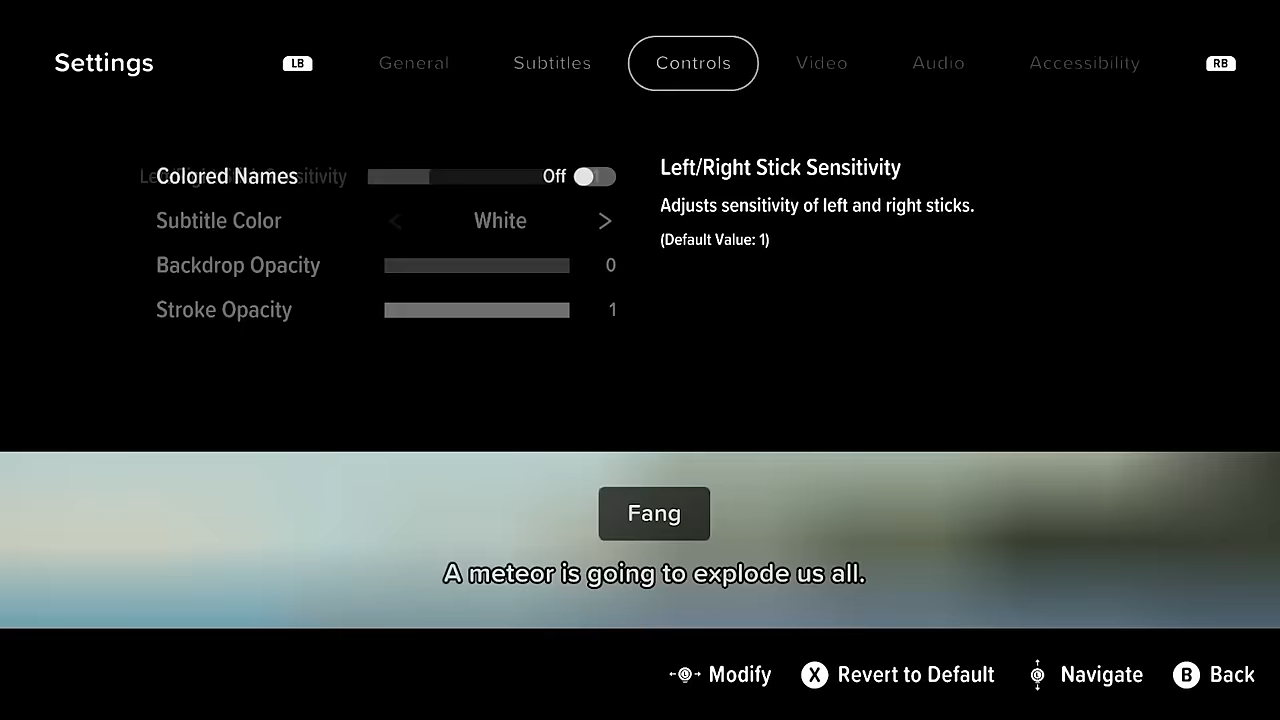 Settings
LB
General
Subtitles
Controls
Video
Audio
Accessibility
RB
Colored Names
Off
Subtitle Color
< White >
Backdrop Opacity
0
Stroke Opacity
1
Left/Right Stick Sensitivity
Adjusts sensitivity of left and right sticks.
(Default Value: 1)
Fang
A meteor is going to explode us all.
Modify
X Revert to Default
Navigate
B Back